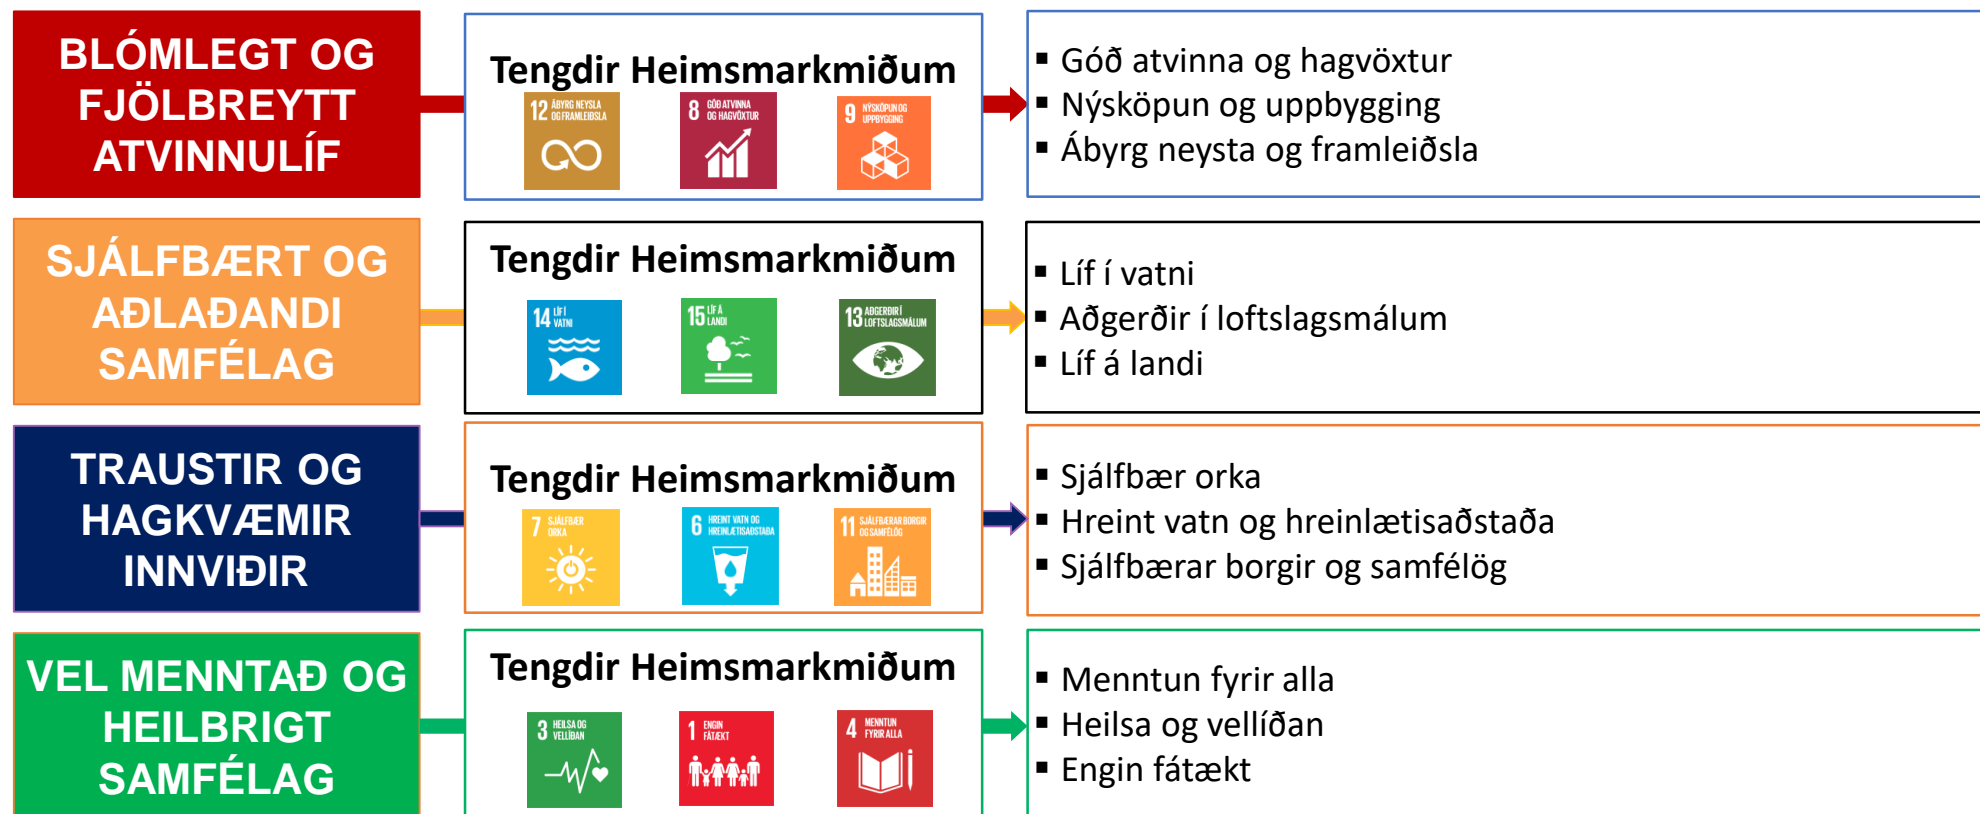 BLÓMLEGT OG
FJÖLBREYTT
ATVINNULÍF
Tengdir Heimsmarkmiðum
12 ÁBYRG NEYSLA
OG FRAMLEIÐSLA
8 GÓÐ ATVINNA
OG HAGVÖXTUR
9 NÝSKÖPUN OG
UPPBYGGING
▪ Góð atvinna og hagvöxtur
▪ Nýsköpun og uppbygging
▪ Ábyrg neysta og framleiðsla
SJÁLFBÆRT OG
AÐLAÐANDI
SAMFÉLAG
Tengdir Heimsmarkmiðum
14 LÍF Í
VATNI
15 LÍF Á
LANDI
13 AÐGERÐIR Í
LOFTSLAGSMÁLUM
▪ Líf í vatni
▪ Aðgerðir í loftslagsmálum
▪ Líf á landi
TRAUSTIR OG
HAGKVÆMIR
INNVIÐIR
Tengdir Heimsmarkmiðum
7 SJÁLFBÆR
ORKA
6 HREINT VATN OG
HREINLÆTISAÐSTAÐA
11 SJÁLFBÆRAR BORGIR
OG SAMFÉLÖG
▪ Sjálfbær orka
▪ Hreint vatn og hreinlætisaðstaða
▪ Sjálfbærar borgir og samfélög
VEL MENNTAÐ OG
HEILBRIGT
SAMFÉLAG
Tengdir Heimsmarkmiðum
3 HEILSA OG
VELLÍÐAN
1 ENGIN
FÁTÆKT
4 MENNTUN
FYRIR ALLA
▪ Menntun fyrir alla
▪ Heilsa og vellíðan
▪ Engin fátækt